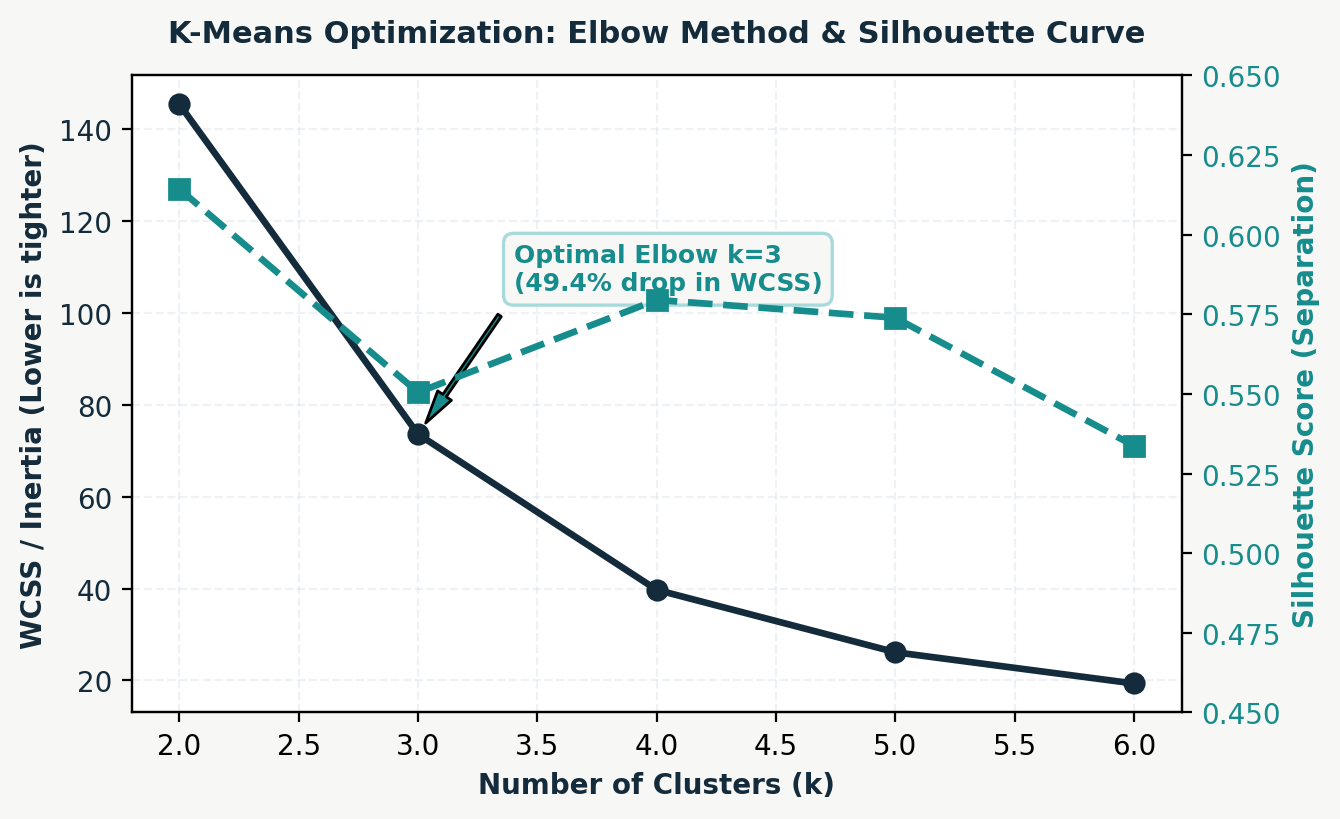 K-Means Optimization: Elbow Method & Silhouette Curve
WCSS / Inertia (Lower is tighter)
140
120
100
80
60
40
20
Optimal Elbow k=3
(49.4% drop in WCSS)
0.650
0.625
0.600
0.575
0.550
0.525
0.500
0.475
0.450
Silhouette Score (Separation)
2.0 2.5 3.0 3.5 4.0 4.5 5.0 5.5 6.0
Number of Clusters (k)